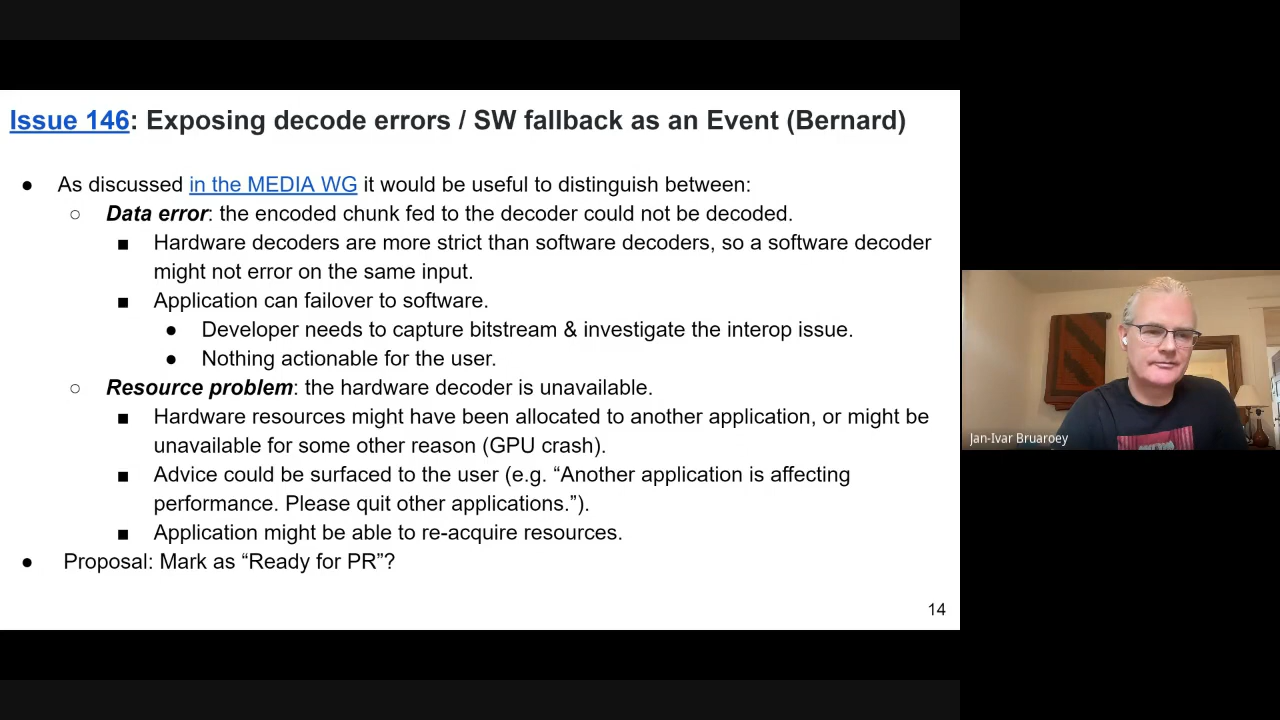 Issue 146: Exposing decode errors / SW fallback as an Event (Bernard)
● As discussed in the MEDIA WG it would be useful to distinguish between:
○ Data error: the encoded chunk fed to the decoder could not be decoded.
■ Hardware decoders are more strict than software decoders, so a software decoder
might not error on the same input.
■ Application can failover to software.
● Developer needs to capture bitstream & investigate the interop issue.
● Nothing actionable for the user.
○ Resource problem: the hardware decoder is unavailable.
■ Hardware resources might have been allocated to another application, or might be
unavailable for some other reason (GPU crash).
■ Advice could be surfaced to the user (e.g. “Another application is affecting
performance. Please quit other applications.”).
■ Application might be able to re-acquire resources.
● Proposal: Mark as “Ready for PR”?
14
Jan-Ivar Bruaroey